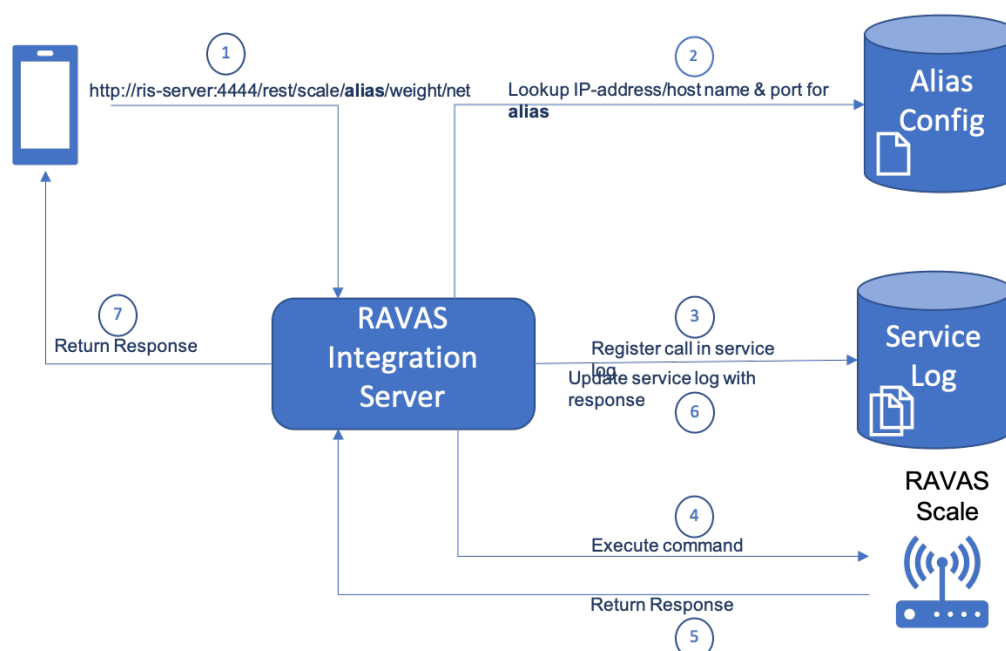 1
http://ris-server:4444/rest/scale/alias/weight/net
2
Lookup IP-address/host name & port for
alias
Alias
Config
7
Return Response
RAVAS
Integration
Server
3
Register call in service
log
Update service log with
response
6
Service
Log
4
Execute command
RAVAS
Scale
Return Response
5